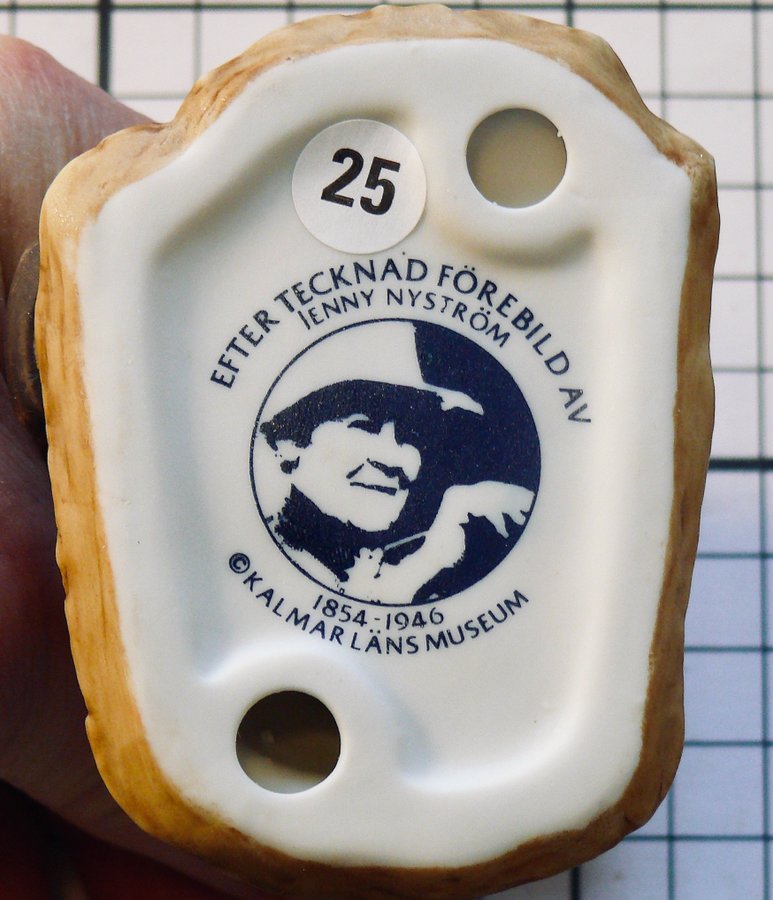 25
EFTER TECKNAD FÖREBILD AV
JENNY NYSTRÖM
1854-1946
©KALMAR LÄNS MUSEUM